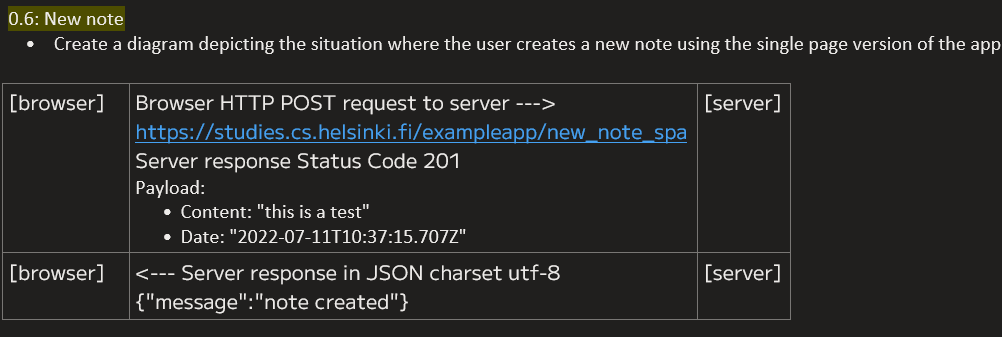 0.6: New note
• Create a diagram depicting the situation where the user creates a new note using the single page version of the app
[browser]
Browser HTTP POST request to server --->
[server]
https://studies.cs.helsinki.fi/exampleapp/new_note_spa
Server response Status Code 201
Payload:
• Content: "this is a test"
• Date: "2022-07-11T10:37:15.707Z"
[browser]
<--- Server response in JSON charset utf-8
[server]
{"message":"note created"}